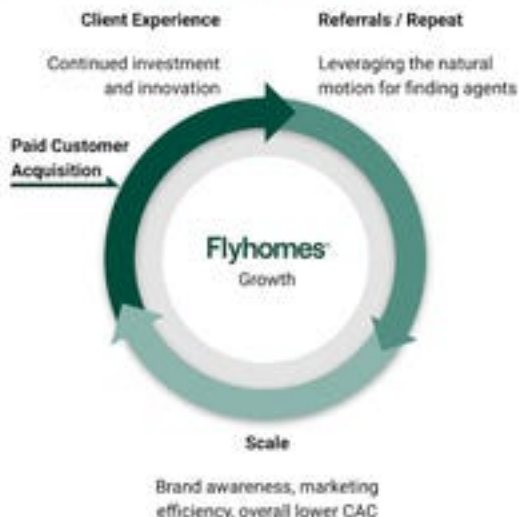 Client Experience
Continued investment
and innovation
Referrals / Repeat
Leveraging the natural
motion for finding agents
Paid Customer
Acquisition
Flyhomes
Growth
Scale
Brand awareness, marketing
efficiency, overall lower CAC